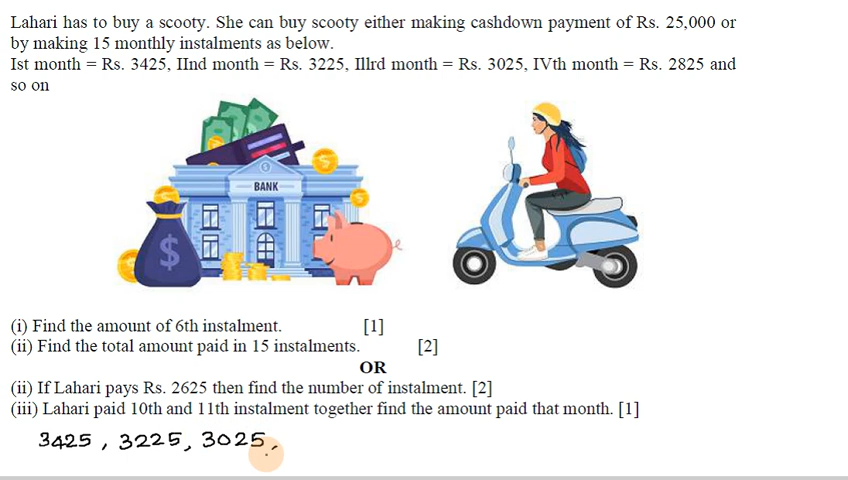 Lahari has to buy a scooty. She can buy scooty either making cashdown payment of Rs. 25,000 or
by making 15 monthly instalments as below.
Ist month = Rs. 3425, IInd month = Rs. 3225, Illrd month = Rs. 3025, IVth month = Rs. 2825 and
so on
BANK
(i) Find the amount of 6th instalment. [1]
(ii) Find the total amount paid in 15 instalments. [2]
OR
(ii) If Lahari pays Rs. 2625 then find the number of instalment. [2]
(iii) Lahari paid 10th and 11th instalment together find the amount paid that month. [1]
3425 , 3225, 3025,